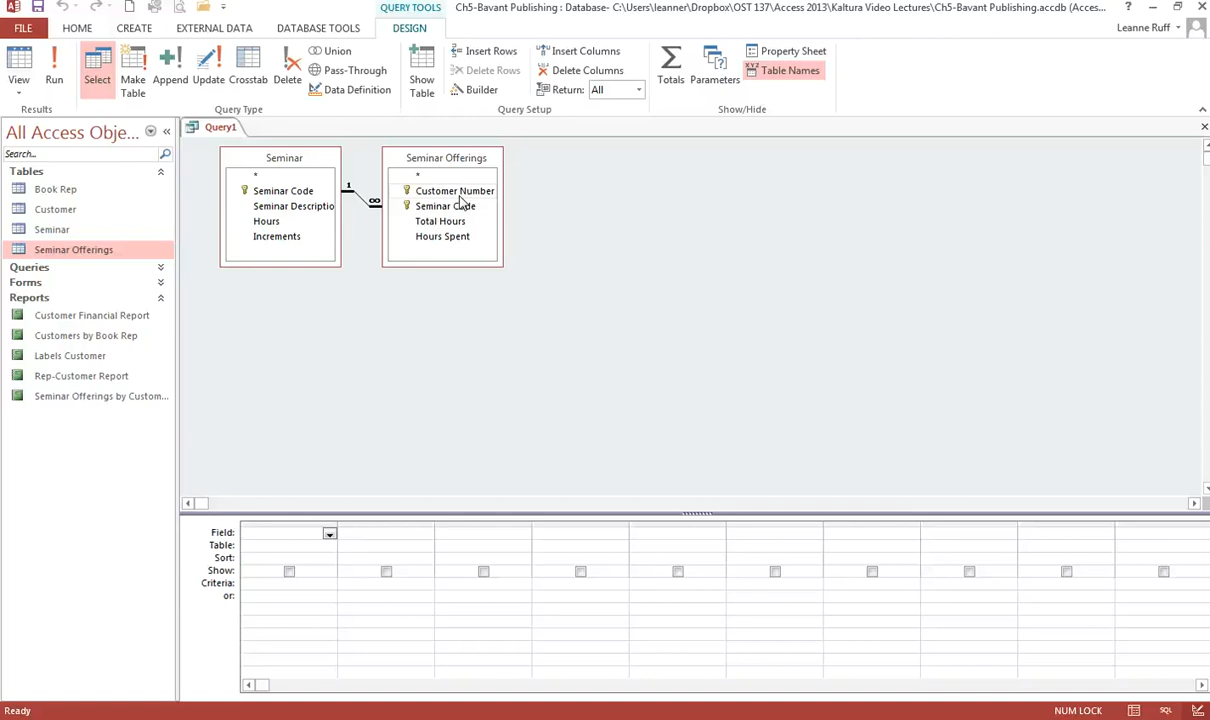 QUERY TOOLS
Ch5-Bavant Publishing : Database- C:\Users\leanner\Dropbox\OST 137\Access 2013\Kaltura Video Lectures\Ch5-Bavant Publishing.accdb (Acces...
?
FILE HOME CREATE EXTERNAL DATA DATABASE TOOLS DESIGN
Leanne Ruff
View Run
Select Make Table Append Update Crosstab Delete
Union
Pass-Through
Data Definition
Show Table
Insert Rows
Delete Rows
Builder
Insert Columns
Delete Columns
Return: All
Totals Parameters
Property Sheet
Table Names
Results Query Type Query Setup Show/Hide
All Access Obje...
Search...
Tables
Book Rep
Customer
Seminar
Seminar Offerings
Queries
Forms
Reports
Customer Financial Report
Customers by Book Rep
Labels Customer
Rep-Customer Report
Seminar Offerings by Custom...
Query1
Seminar
*
Seminar Code
Seminar Descriptio
Hours
Increments
1
∞
Seminar Offerings
*
Customer Number
Seminar Code
Total Hours
Hours Spent
Field:
Table:
Sort:
Show:
Criteria:
or:
Ready
NUM LOCK
SQL